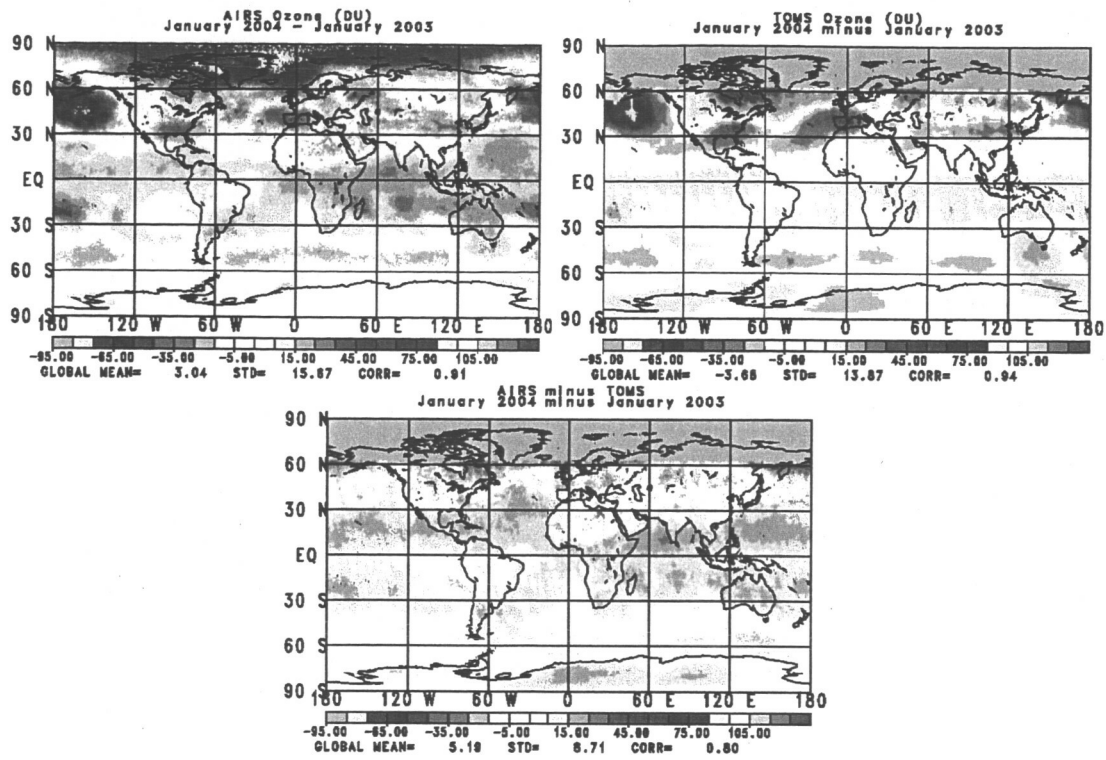 AIRS Ozone (DU)
January 2004 - January 2003
90 N
60 N
30 N
EQ
30 S
60 S
90 S
180 120 W 60 W 0 60 E 120 E 180
-95.00 -65.00 -35.00 -5.00 15.00 45.00 75.00 105.00
GLOBAL MEAN= 3.04 STD= 15.67 CORR= 0.91
TOMS Ozone (DU)
January 2004 minus January 2003
90 N
60 N
30 N
EQ
30 S
60 S
90 S
180 120 W 60 W 0 60 E 120 E 180
-95.00 -65.00 -35.00 -5.00 15.00 45.00 75.00 105.00
GLOBAL MEAN= -3.66 STD= 13.87 CORR= 0.94
AIRS minus TOMS
January 2004 minus January 2003
90 N
60 N
30 N
EQ
30 S
60 S
90 S
180 120 W 60 W 0 60 E 120 E 180
-95.00 -65.00 -35.00 -5.00 15.00 45.00 75.00 105.00
GLOBAL MEAN= 5.19 STD= 8.71 CORR= 0.80